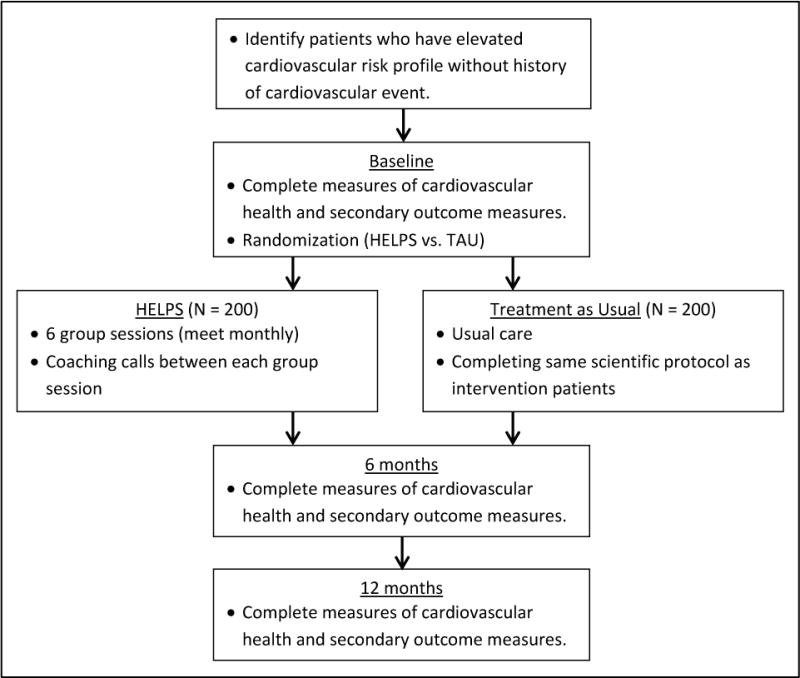 • Identify patients who have elevated
cardiovascular risk profile without history
of cardiovascular event.
Baseline
• Complete measures of cardiovascular
health and secondary outcome measures.
• Randomization (HELPS vs. TAU)
HELPS (N = 200)
• 6 group sessions (meet monthly)
• Coaching calls between each group
session
Treatment as Usual (N = 200)
• Usual care
• Completing same scientific protocol as
intervention patients
6 months
• Complete measures of cardiovascular
health and secondary outcome measures.
12 months
• Complete measures of cardiovascular
health and secondary outcome measures.